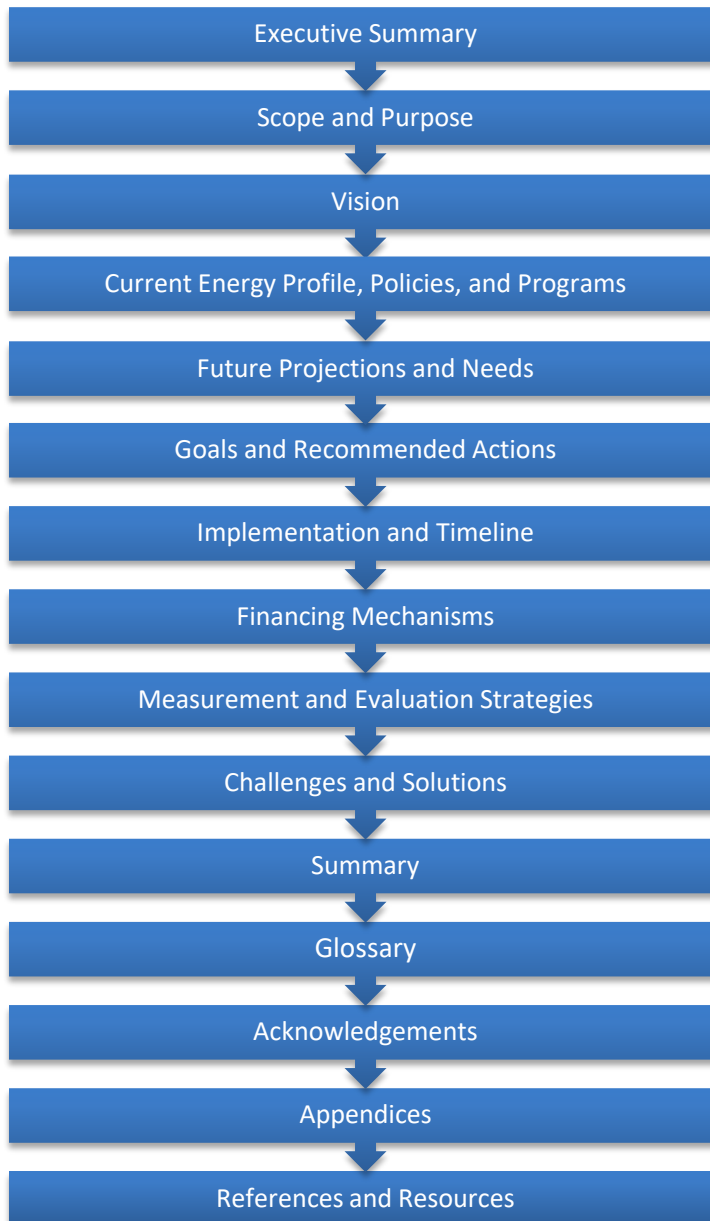 Executive Summary
Scope and Purpose
Vision
Current Energy Profile, Policies, and Programs
Future Projections and Needs
Goals and Recommended Actions
Implementation and Timeline
Financing Mechanisms
Measurement and Evaluation Strategies
Challenges and Solutions
Summary
Glossary
Acknowledgements
Appendices
References and Resources